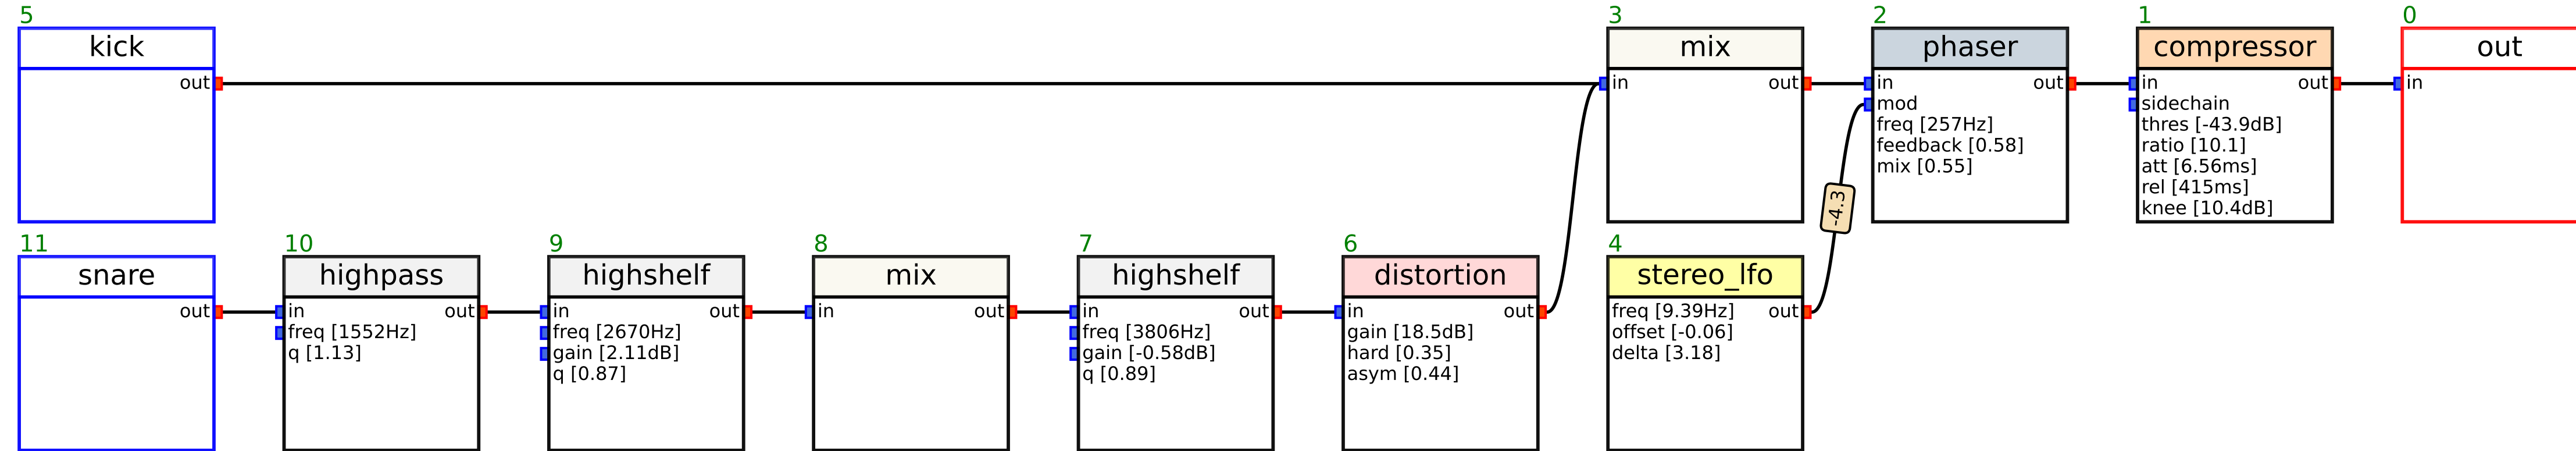 5
kick
out
3
mix
in out
2
phaser
in out
mod
freq [257Hz]
feedback [0.58]
mix [0.55]
1
compressor
in out
sidechain
thres [-43.9dB]
ratio [10.1]
att [6.56ms]
rel [415ms]
knee [10.4dB]
0
out
in
-4.3
11
snare
out
10
highpass
in out
freq [1552Hz]
q [1.13]
9
highshelf
in out
freq [2670Hz]
gain [2.11dB]
q [0.87]
8
mix
in out
7
highshelf
in out
freq [3806Hz]
gain [-0.58dB]
q [0.89]
6
distortion
in out
gain [18.5dB]
hard [0.35]
asym [0.44]
4
stereo_lfo
freq [9.39Hz] out
offset [-0.06]
delta [3.18]